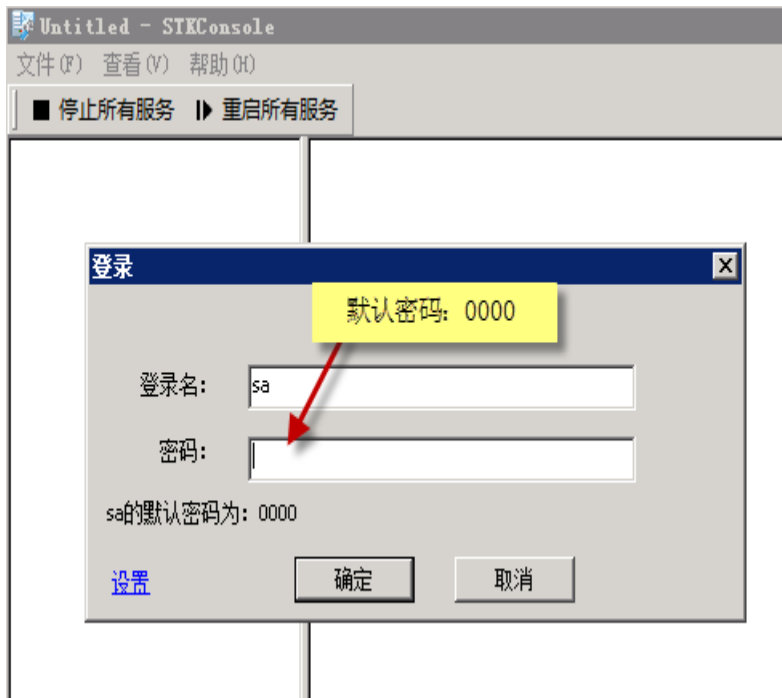 Untitled - STKConsole
文件(F) 查看(V) 帮助(H)
停止所有服务 重启所有服务
登录
默认密码：0000
登录名： sa
密码：
sa的默认密码为：0000
设置 确定 取消